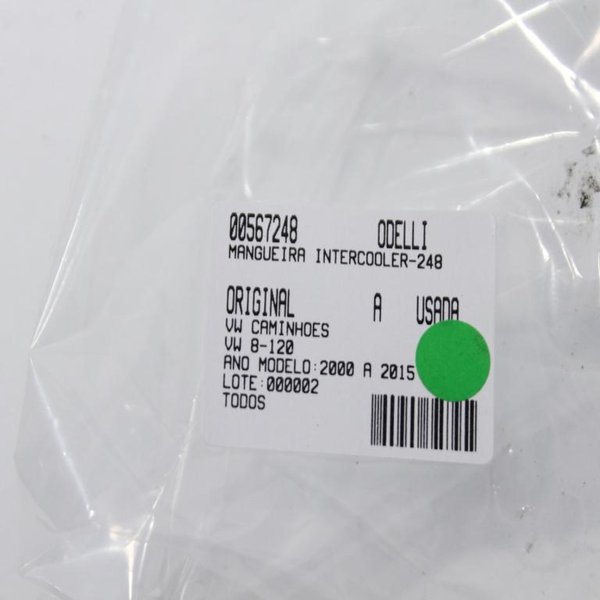 00567248 ODELLI
MANGUEIRA INTERCOOLER-248
ORIGINAL A USADA
VW CAMINHOES
VW 8-120
ANO MODELO:2000 A 2015
LOTE:000002
TODOS